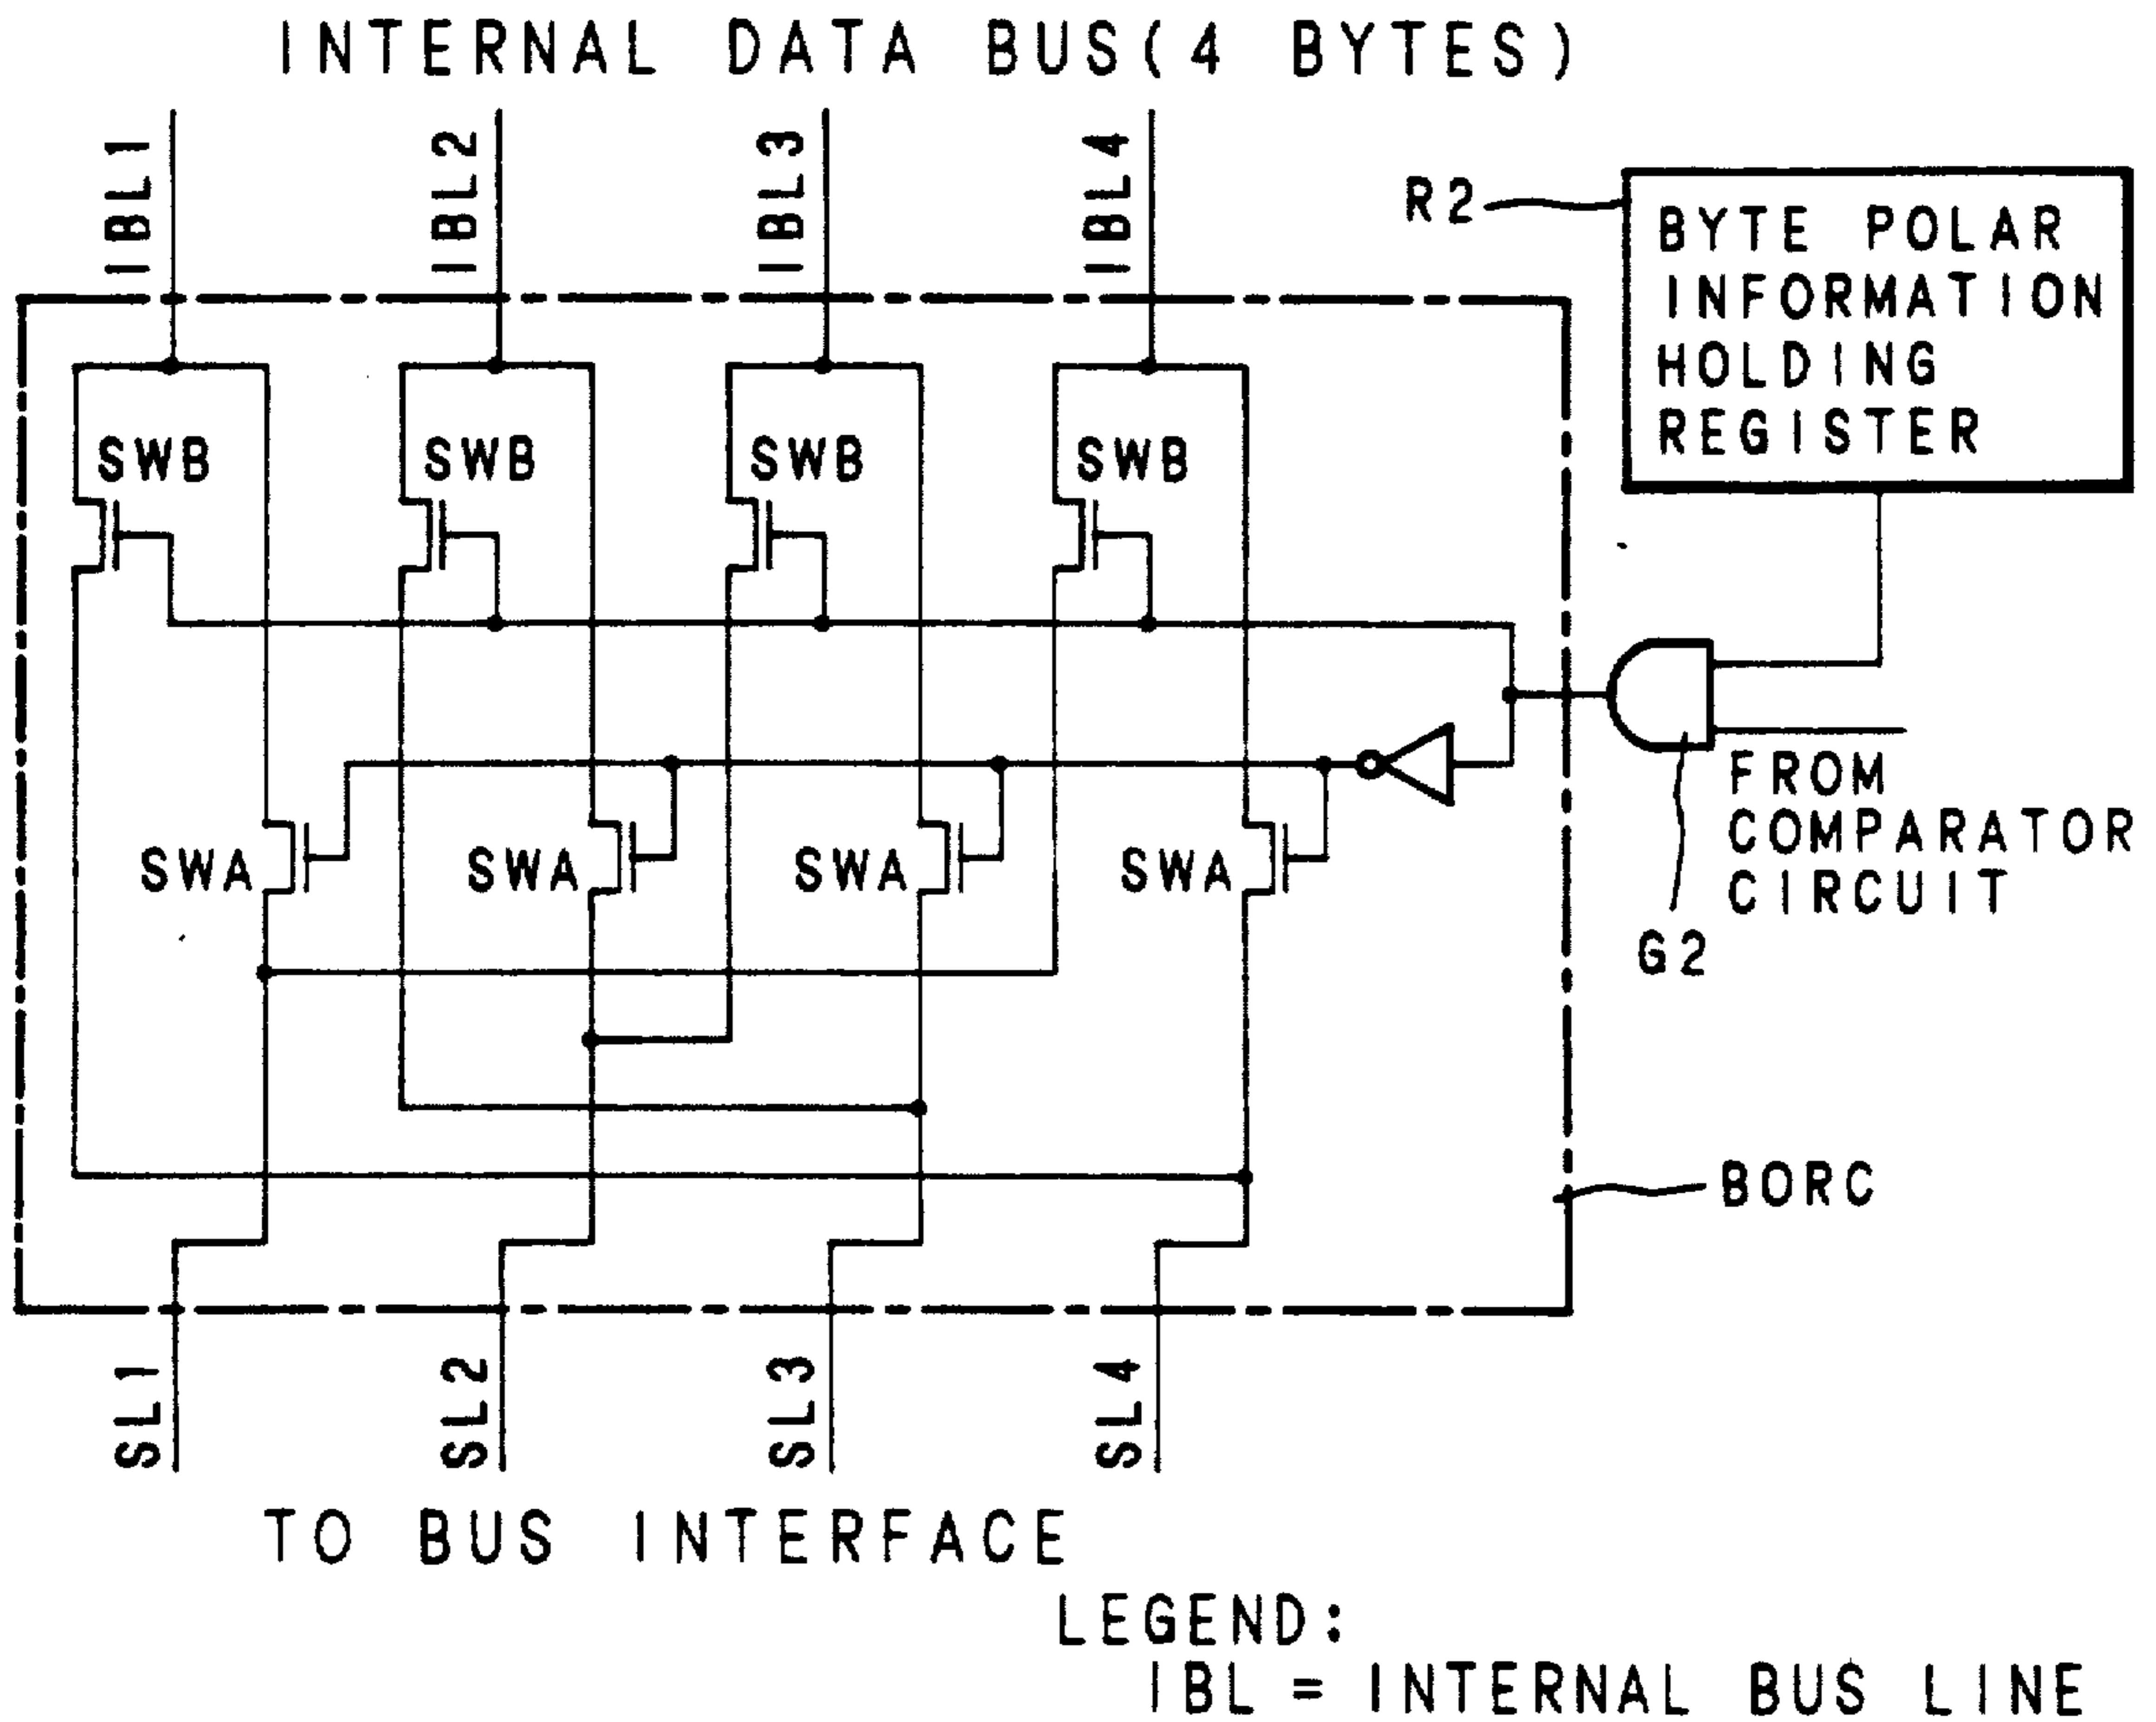 INTERNAL DATA BUS(4 BYTES)
IBL1
IBL2
IBL3
IBL4
R2
BYTE POLAR
INFORMATION
HOLDING
REGISTER
SWB
SWB
SWB
SWB
FROM
COMPARATOR
CIRCUIT
SWA
SWA
SWA
SWA
G2
BORC
SL1
SL2
SL3
SL4
TO BUS INTERFACE
LEGEND:
IBL = INTERNAL BUS LINE